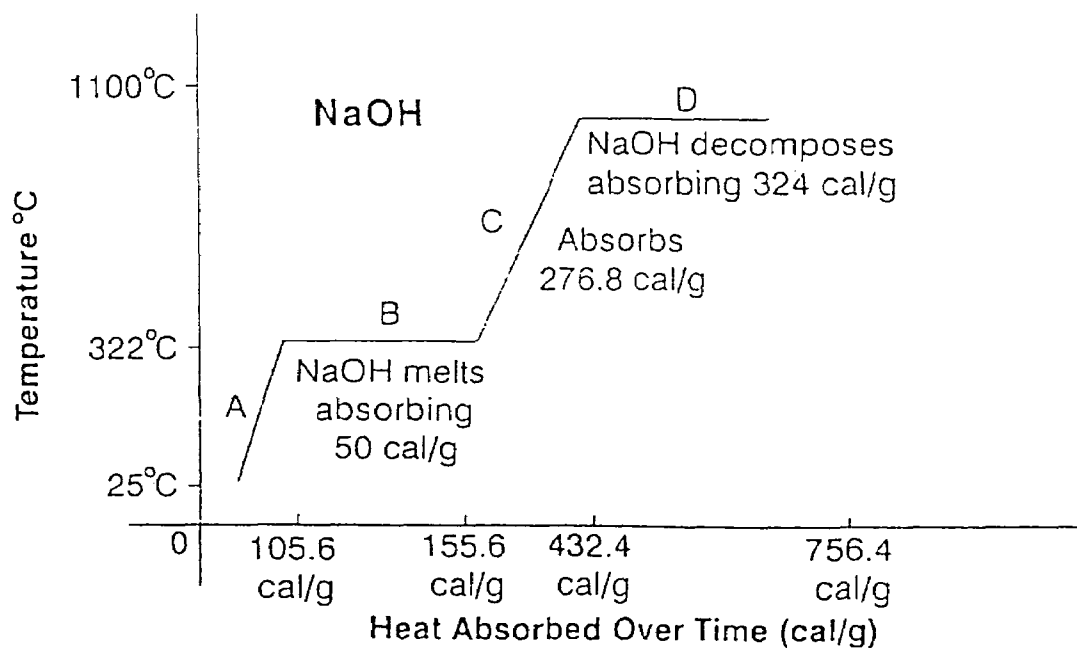 1100°C
NaOH
D
NaOH decomposes
absorbing 324 cal/g
C
Absorbs
276.8 cal/g
B
322°C
NaOH melts
absorbing
50 cal/g
A
25°C
Temperature °C
0
105.6
cal/g
155.6
cal/g
432.4
cal/g
756.4
cal/g
Heat Absorbed Over Time (cal/g)